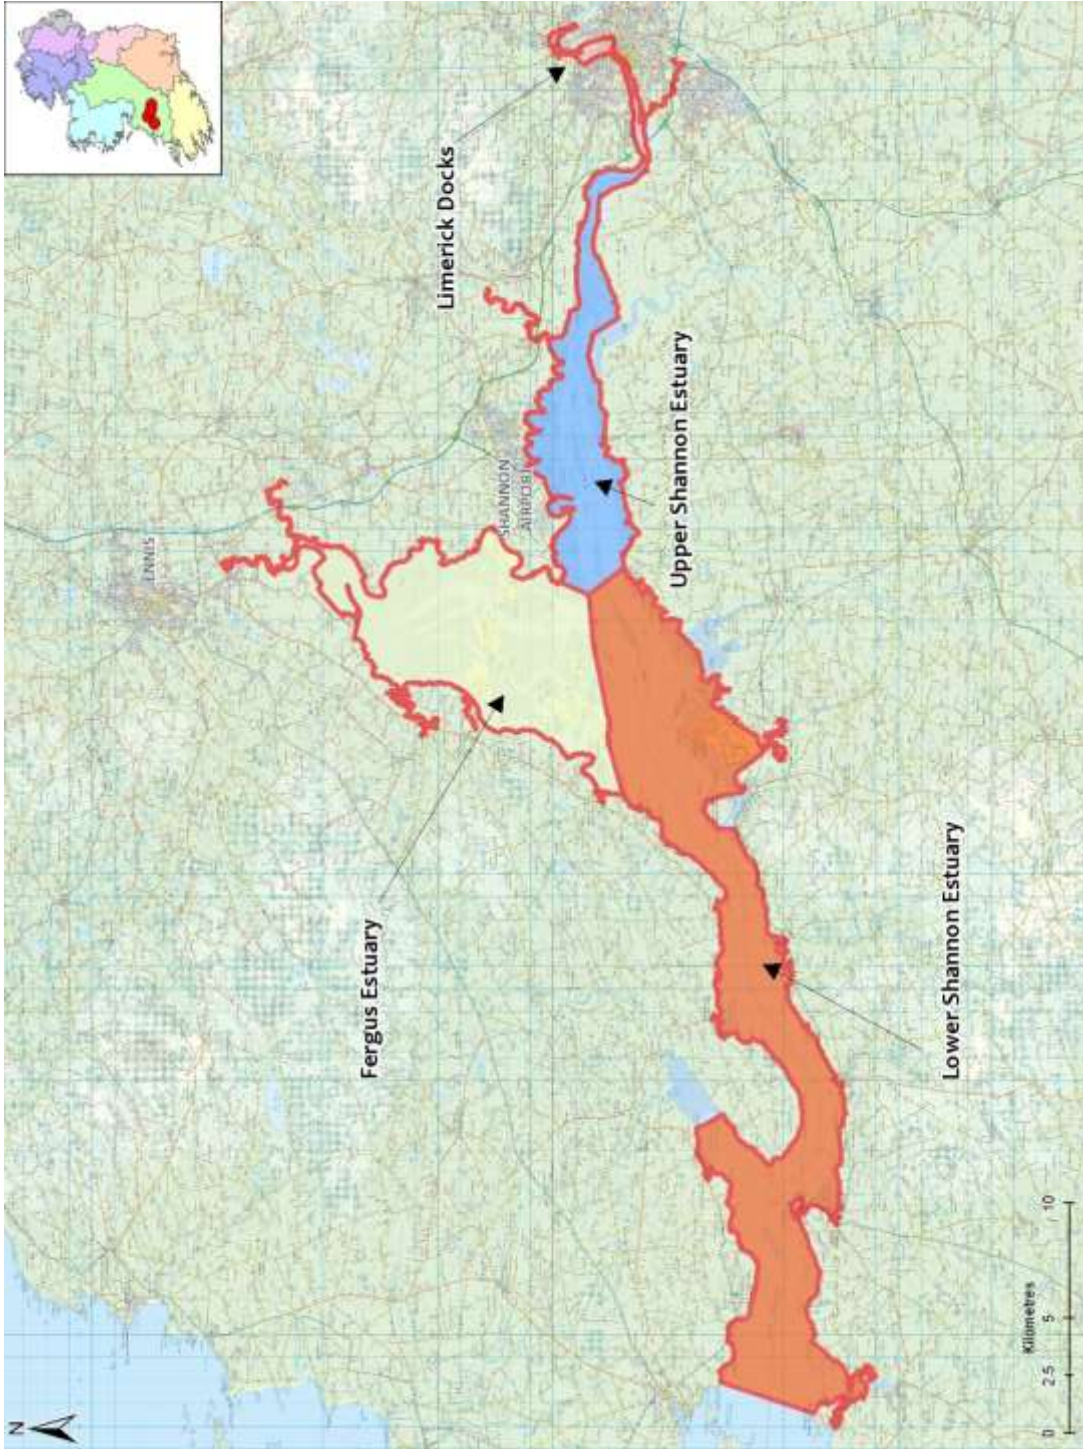 N
Limerick Docks
ENNIS
SHANNON
AIRPORT
Fergus Estuary
Upper Shannon Estuary
Lower Shannon Estuary
Kilometres
0 2.5 5 10